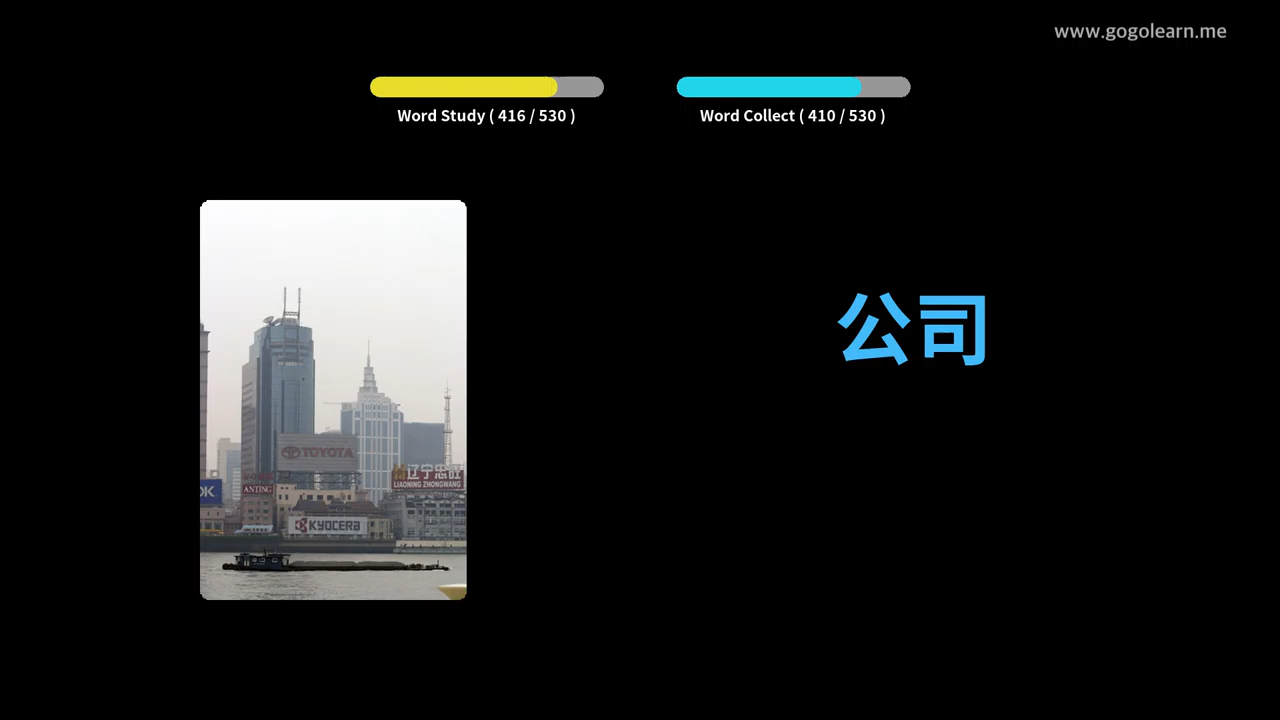 www.gogolearn.me
Word Study ( 416 / 530 )
Word Collect ( 410 / 530 )
公司
TOYOTA
辽宁忠旺
LIAONING ZHONGWANG
OK
ANTING
KYOCERA